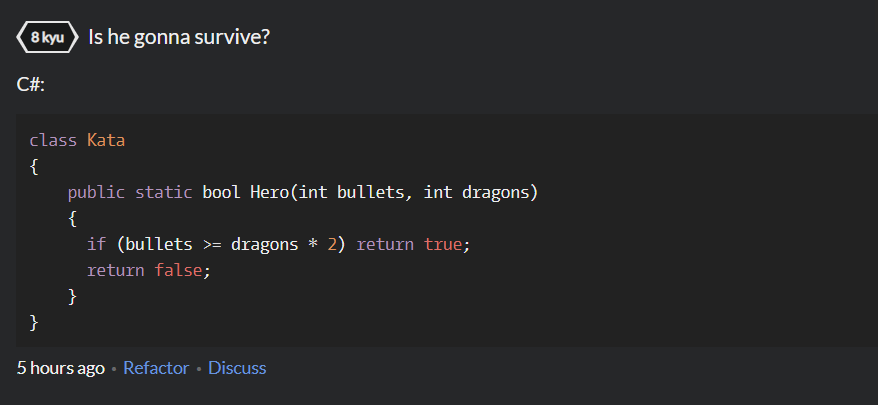 8 kyu Is he gonna survive?
C#:
class Kata
{
public static bool Hero(int bullets, int dragons)
{
if (bullets >= dragons * 2) return true;
return false;
}
}
5 hours ago • Refactor • Discuss